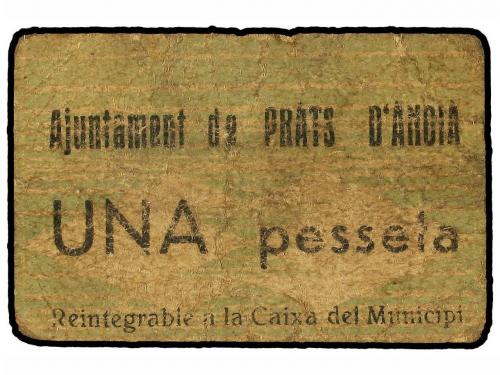 Ajuntament de PRATS D'ANOIA
UNA pesseta
Reintegrable a la Caixa del Municipi